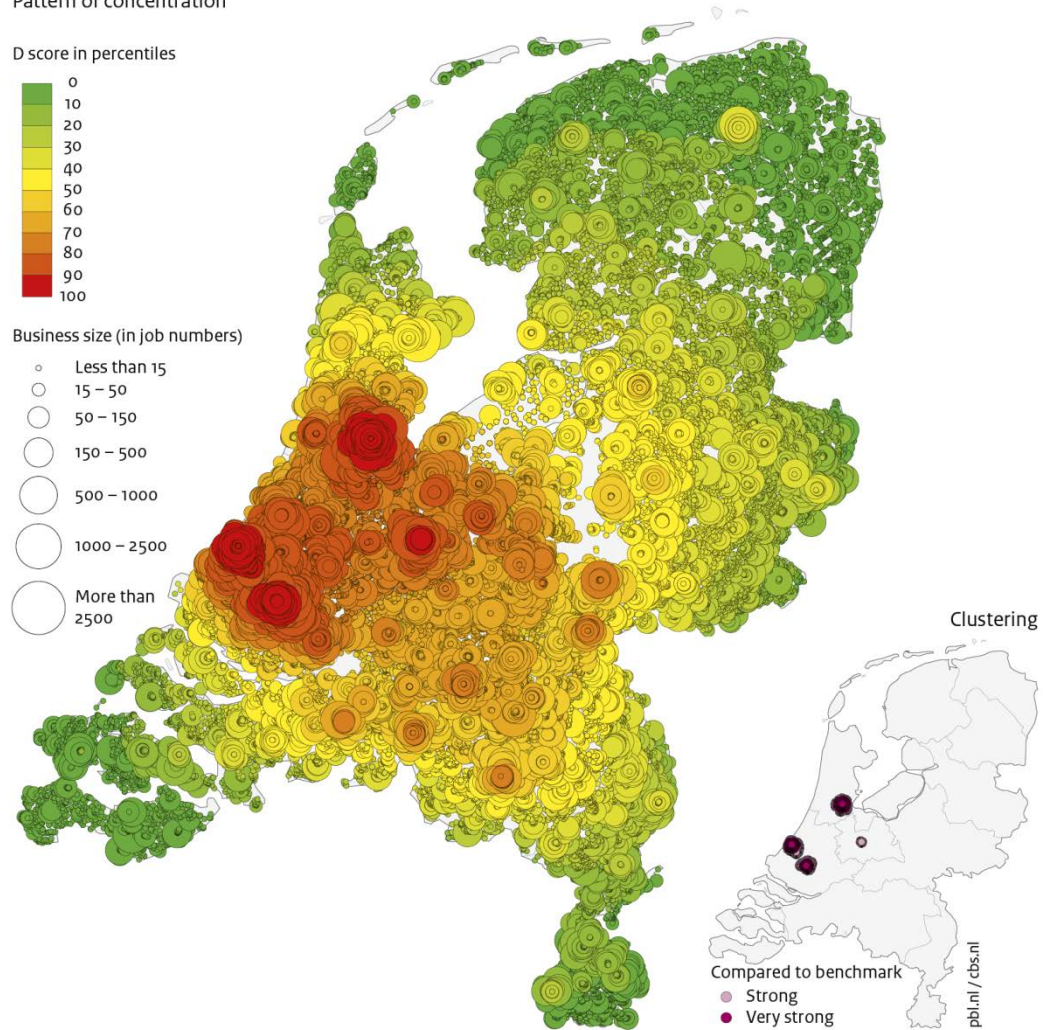 Pattern of concentration
D score in percentiles
0
10
20
30
40
50
60
70
80
90
100
Business size (in job numbers)
Less than 15
15 – 50
50 – 150
150 – 500
500 – 1000
1000 – 2500
More than
2500
Clustering
Compared to benchmark
Strong
Very strong
pbl.nl / cbs.nl